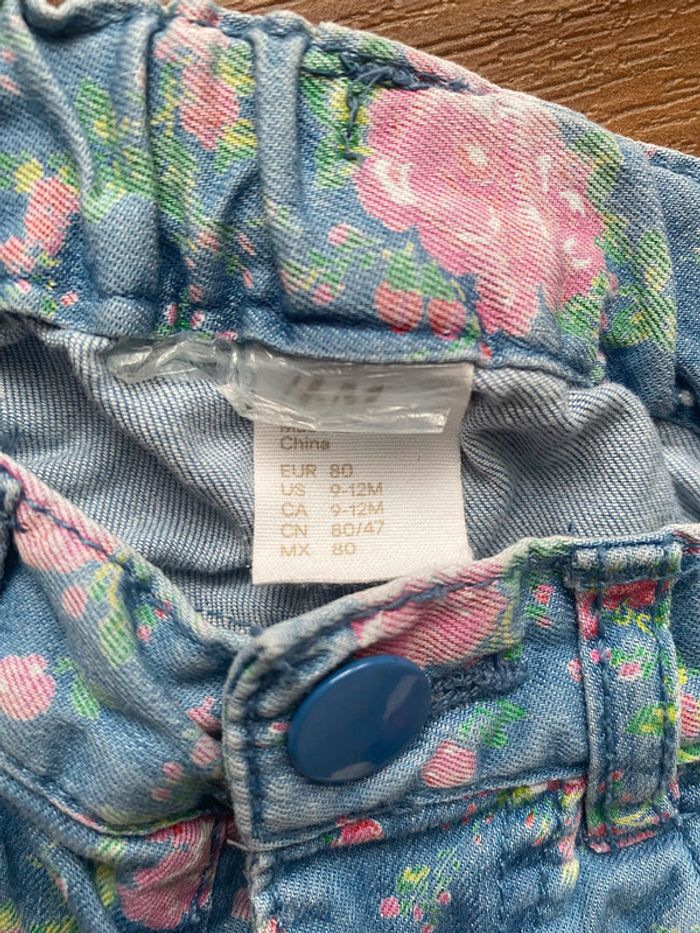 H&M
China
EUR 80
US 9-12M
CA 9-12M
CN 80/47
MX 80